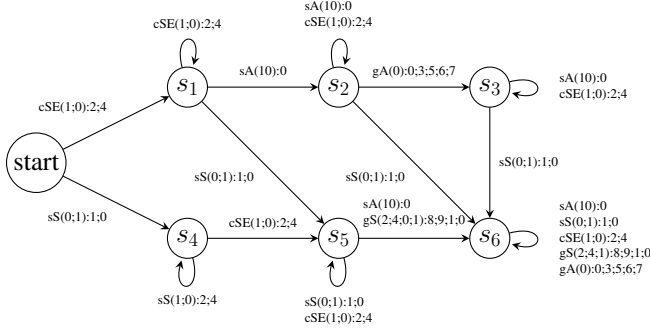 sA(10):0
cSE(1;0):2;4
cSE(1;0):2;4
sA(10):0
gA(0):0;3;5;6;7
sA(10):0
cSE(1;0):2;4
s1
s2
s3
cSE(1;0):2;4
start
sS(0;1):1;0
sS(0;1):1;0
sS(0;1):1;0
sS(0;1):1;0
sA(10):0
gS(2;4;0;1):8;9;1;0
cSE(1;0):2;4
s4
s5
s6
sA(10):0
sS(0;1):1;0
cSE(1;0):2;4
gS(2;4;1):8;9;1;0
gA(0):0;3;5;6;7
sS(1;0):2;4
sS(0;1):1;0
cSE(1;0):2;4